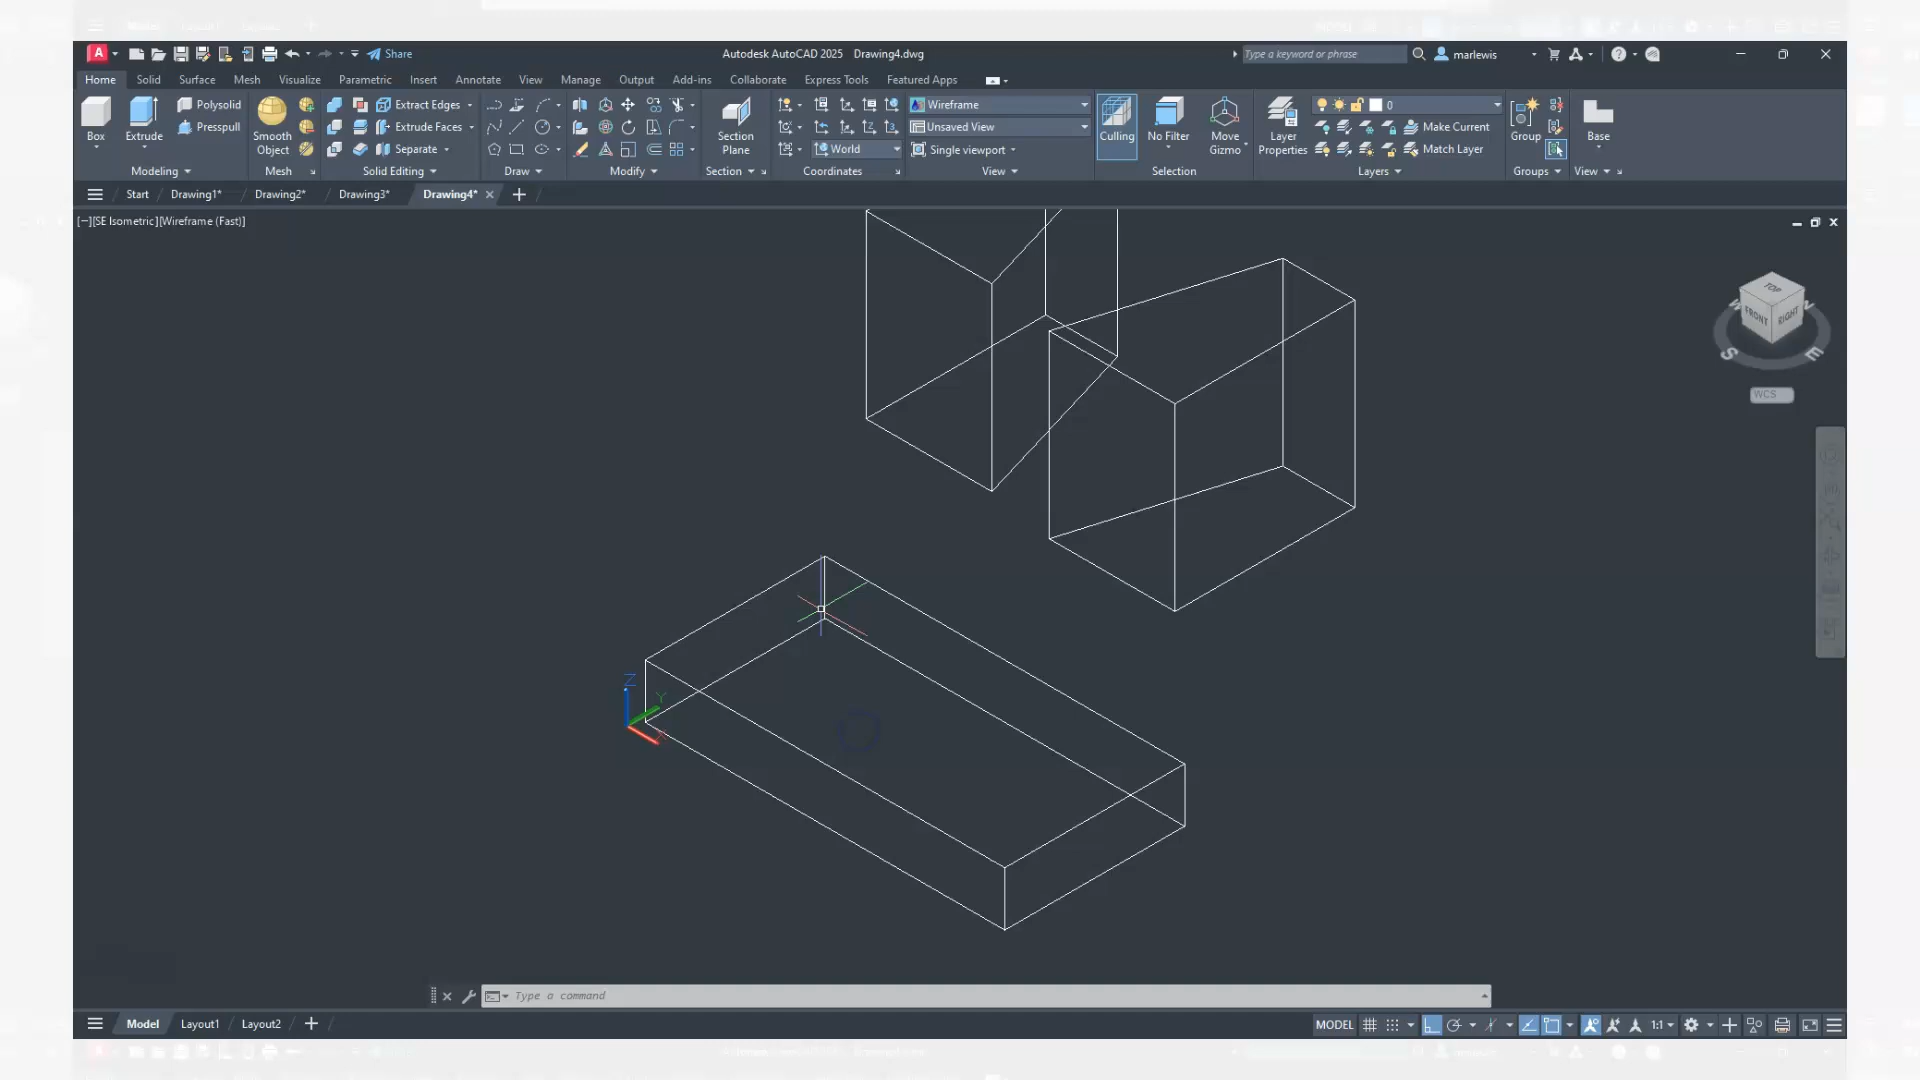 Share
Autodesk AutoCAD 2025 Drawing4.dwg
Type a keyword or phrase
marlewis
Home Solid Surface Mesh Visualize Parametric Insert Annotate View Manage Output Add-ins Collaborate Express Tools Featured Apps
Box
Extrude
Polysolid
Presspull
Smooth
Object
Extract Edges
Extrude Faces
Separate
Section
Plane
World
Wireframe
Unsaved View
Single viewport
Culling
No Filter
Move
Gizmo
Layer
Properties
0
Make Current
Match Layer
Group
Base
Modeling Mesh Solid Editing Draw Modify Section Coordinates View Selection Layers Groups View
Start Drawing1* Drawing2* Drawing3* Drawing4*
[−][SE Isometric][Wireframe (Fast)]
TOP
FRONT
RIGHT
W
N
S
E
WCS
Z
Y
X
Type a command
Model Layout1 Layout2
MODEL
1:1